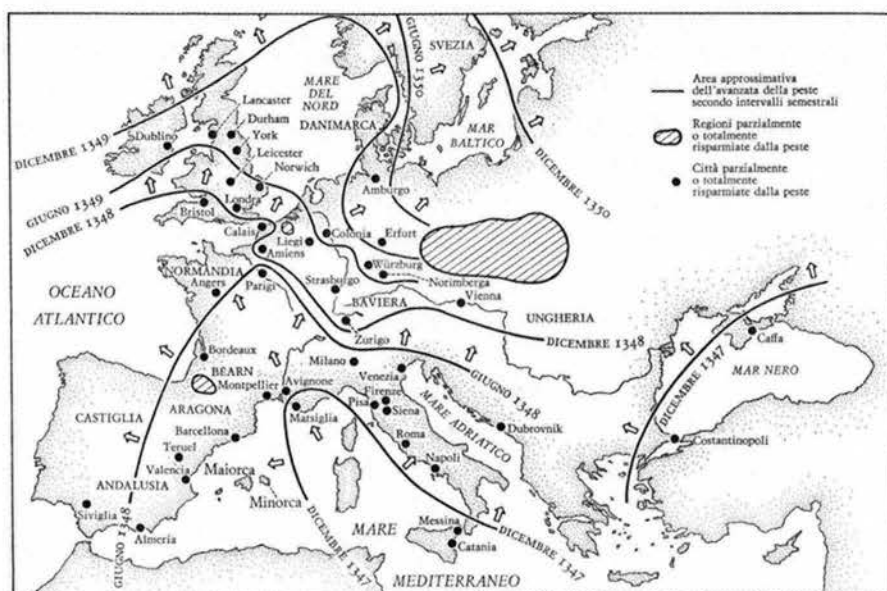 SVEZIA
GIUGNO 1350
MARE
DEL
NORD
DANIMARCA
MAR
BALTICO
Lancaster
Durham
York
Leicester
Norwich
Dublino
DICEMBRE 1349
GIUGNO 1349
DICEMBRE 1348
Londra
Bristol
Calais
Amburgo
DICEMBRE 1350
Area approssimativa
dell'avanzata della peste
secondo intervalli semestrali
Regioni parzialmente
o totalmente
risparmiate dalla peste
Città parzialmente
o totalmente
risparmiate dalla peste
Liegi
Amiens
Colonia
Erfort
Würzburg
Norimberga
NORMANDIA
Angers
Parigi
Strasburgo
BAVIERA
Vienna
UNGHERIA
OCEANO
ATLANTICO
Zurigo
DICEMBRE 1348
Bordeaux
Milano
GIUGNO 1348
BÉARN
Montpellier
Avignone
Venezia
Firenze
Pisa
Siena
MARE ADRIATICO
Dubrovnik
CASTIGLIA
ARAGONA
Marsiglia
Barcellona
Teruel
Valencia
Maiorca
Minorca
Roma
Napoli
ANDALUSIA
Siviglia
Almeria
GIUGNO 1348
DICEMBRE 1347
MARE
MEDITERRANEO
Messina
Catania
DICEMBRE 1347
DICEMBRE 1347
Caffa
MAR NERO
Costantinopoli